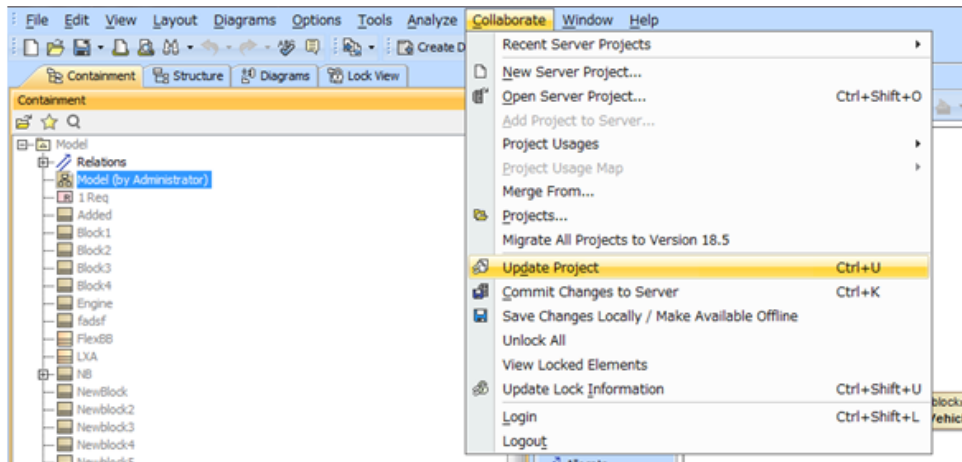 File Edit View Layout Diagrams Options Tools Analyze Collaborate Window Help
Create D
Containment Structure Diagrams Lock View
Containment
Model
Relations
Model (by Administrator)
1 Req
Added
Block1
Block2
Block3
Block4
Engine
fadsf
FlexBB
LXA
NB
NewBlock
Newblock2
Newblock3
Newblock4
Newblock5
Recent Server Projects
New Server Project...
Open Server Project... Ctrl+Shift+O
Add Project to Server...
Project Usages
Project Usage Map
Merge From...
Projects...
Migrate All Projects to Version 18.5
Update Project Ctrl+U
Commit Changes to Server Ctrl+K
Save Changes Locally / Make Available Offline
Unlock All
View Locked Elements
Update Lock Information Ctrl+Shift+U
Login Ctrl+Shift+L
Logout